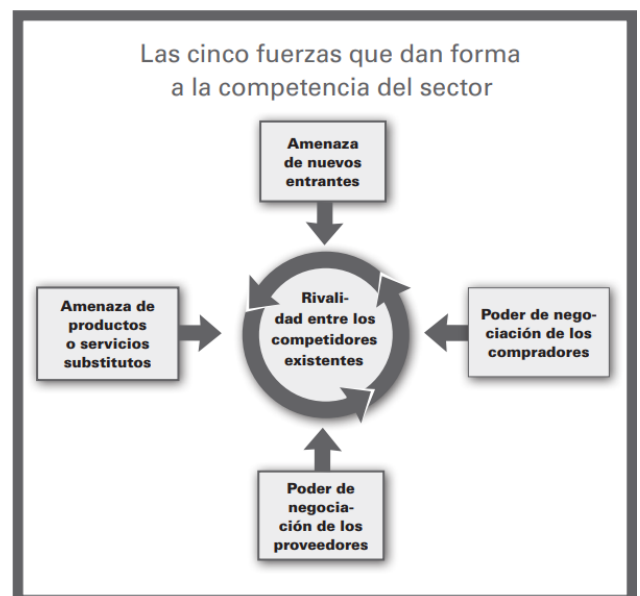 Las cinco fuerzas que dan forma
a la competencia del sector
Amenaza
de nuevos
entrantes
Amenaza de
productos
o servicios
substitutos
Rivali-
dad entre los
competidores
existentes
Poder de nego-
ciación de los
compradores
Poder de
negocia-
ción de los
proveedores